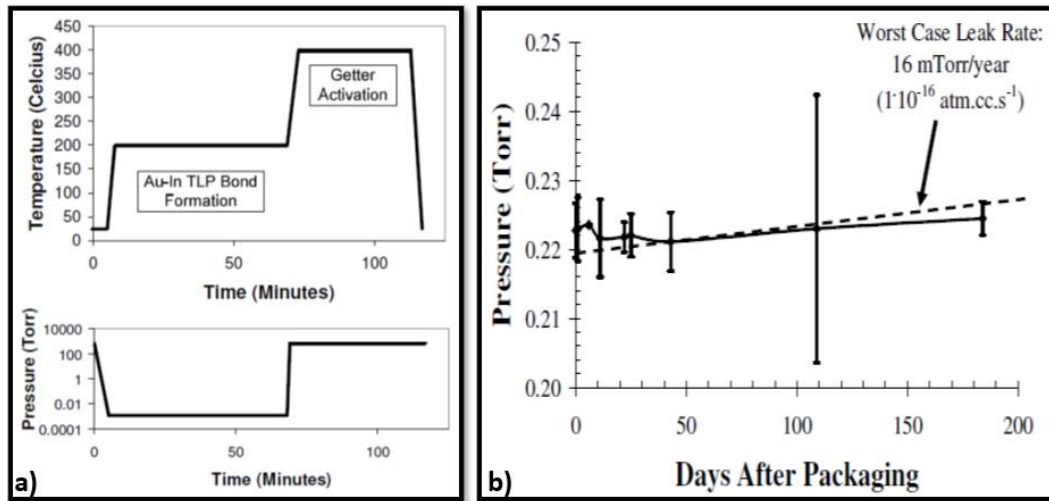 Temperature (Celcius)
450
400
350
300
250
200
150
100
50
0
Getter
Activation
Au-In TLP Bond
Formation
0
50
100
Time (Minutes)
Pressure (Torr)
10000
100
1
0.01
0.0001
0
50
100
Time (Minutes)
a)
Pressure (Torr)
0.25
0.24
0.23
0.22
0.21
0.20
Worst Case Leak Rate:
16 mTorr/year
(1·10⁻¹⁶ atm.cc.s⁻¹)
0
50
100
150
200
Days After Packaging
b)